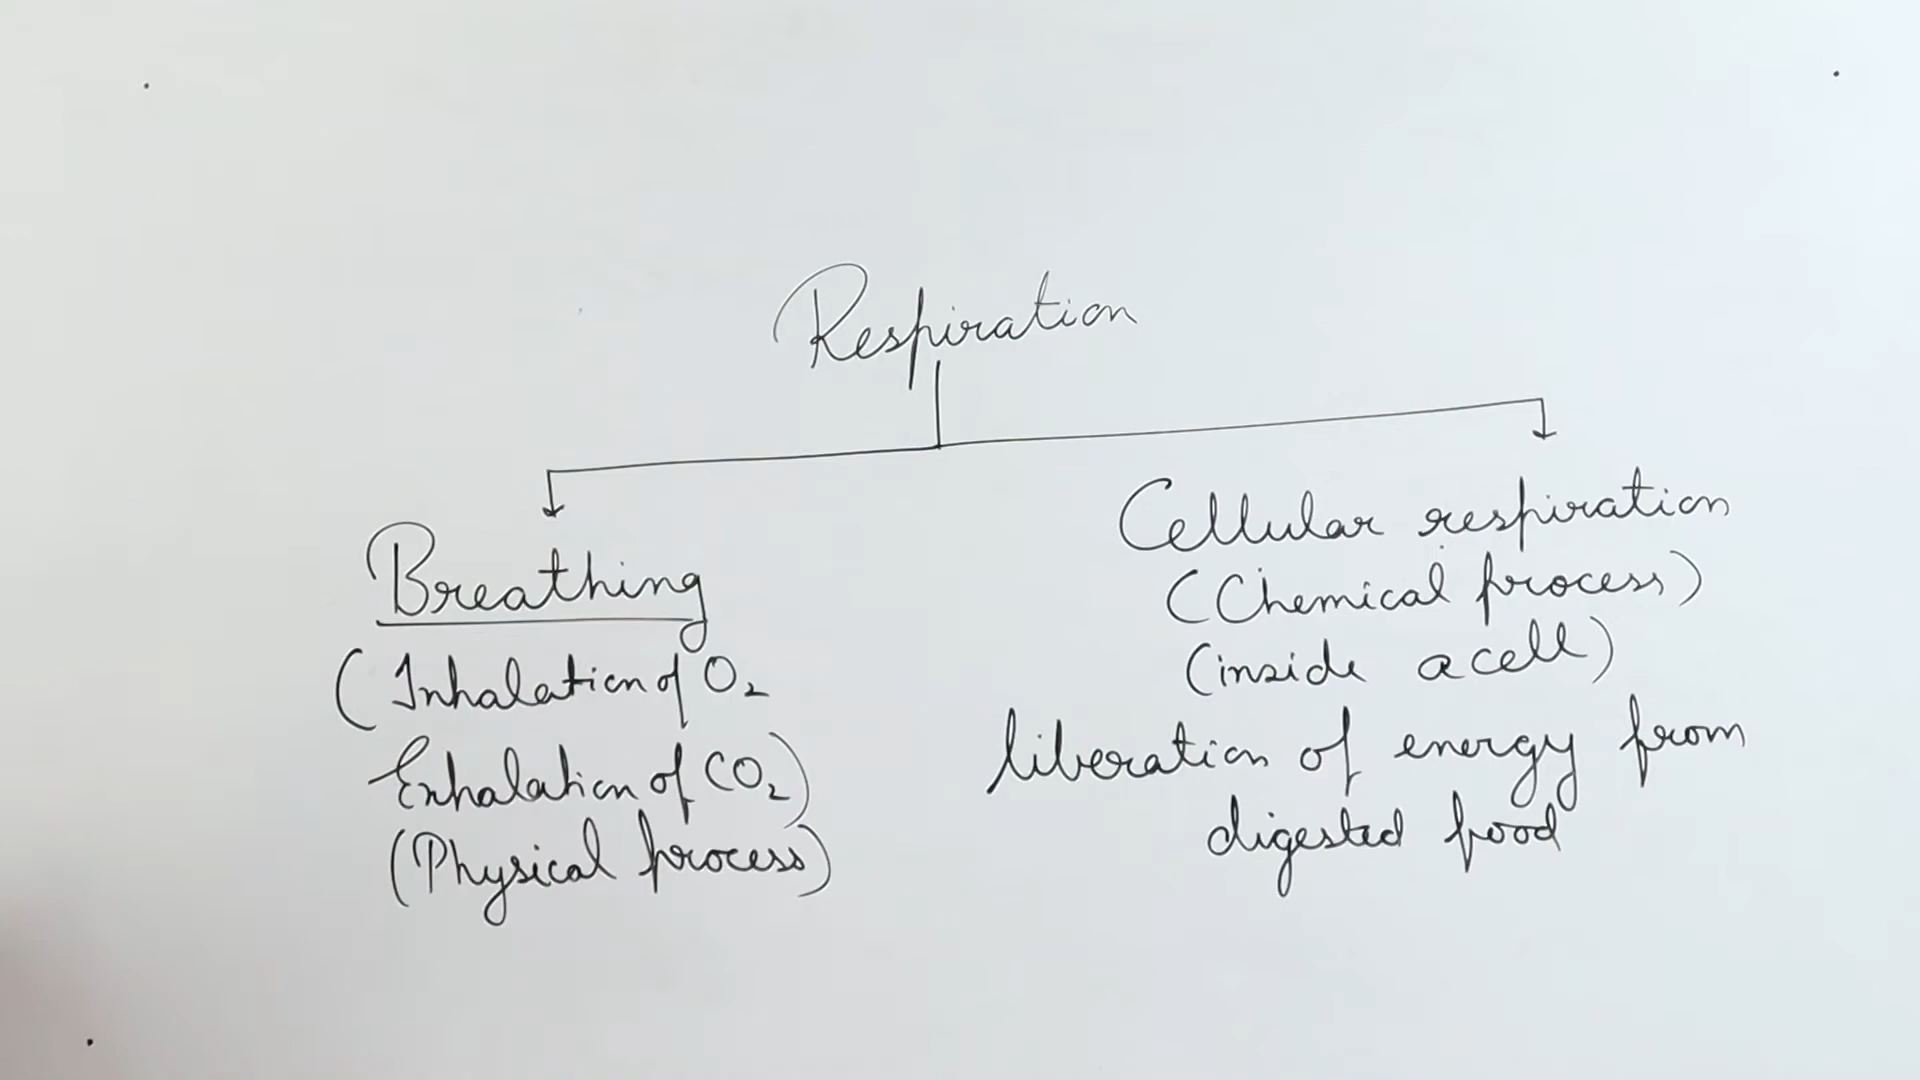 Respiration
Breathing
(Inhalation of O₂
Exhalation of CO₂)
(Physical process)
Cellular respiration
(Chemical process)
(inside a cell)
liberation of energy from
digested food